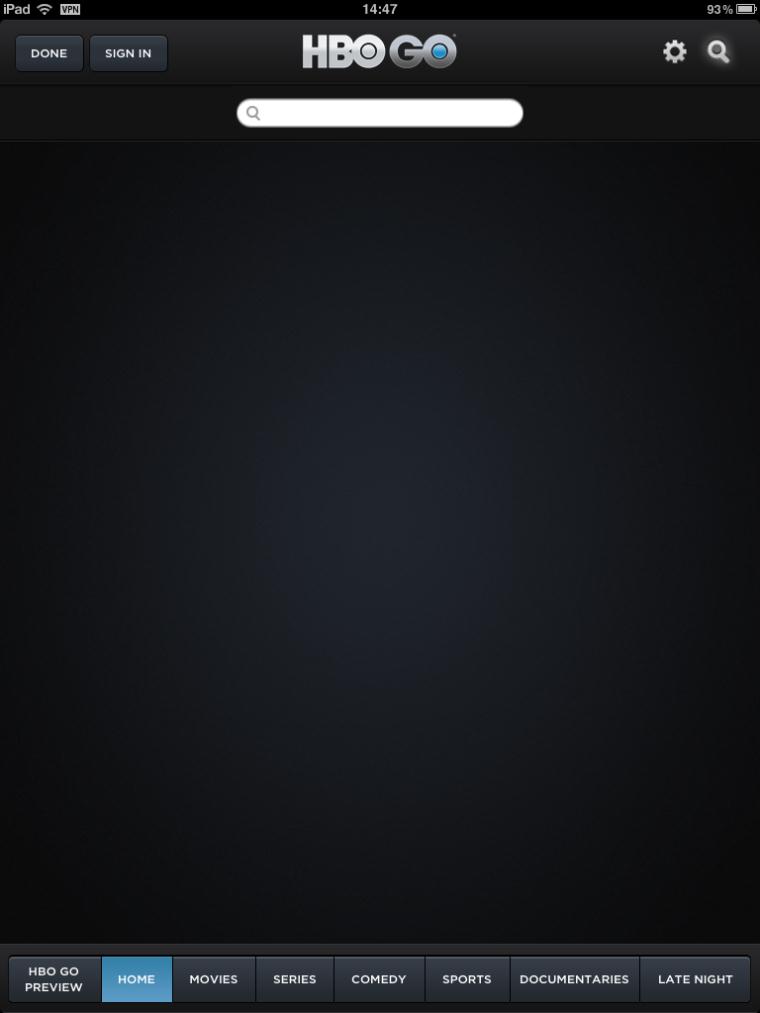 iPad VPN 14:47 93%
DONE SIGN IN HBO GO
HBO GO
PREVIEW
HOME MOVIES SERIES COMEDY SPORTS DOCUMENTARIES LATE NIGHT